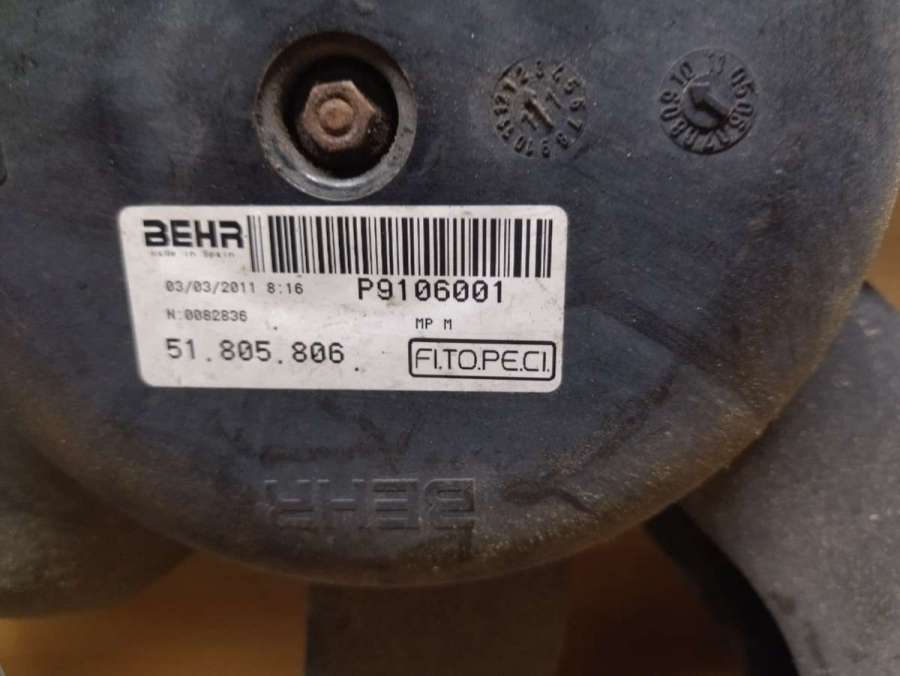 BEHR
made in Spain
03/03/2011 8:16 P9106001
N:0082836 MP M
51.805.806 FI.TO.PE.CI.
BEHR